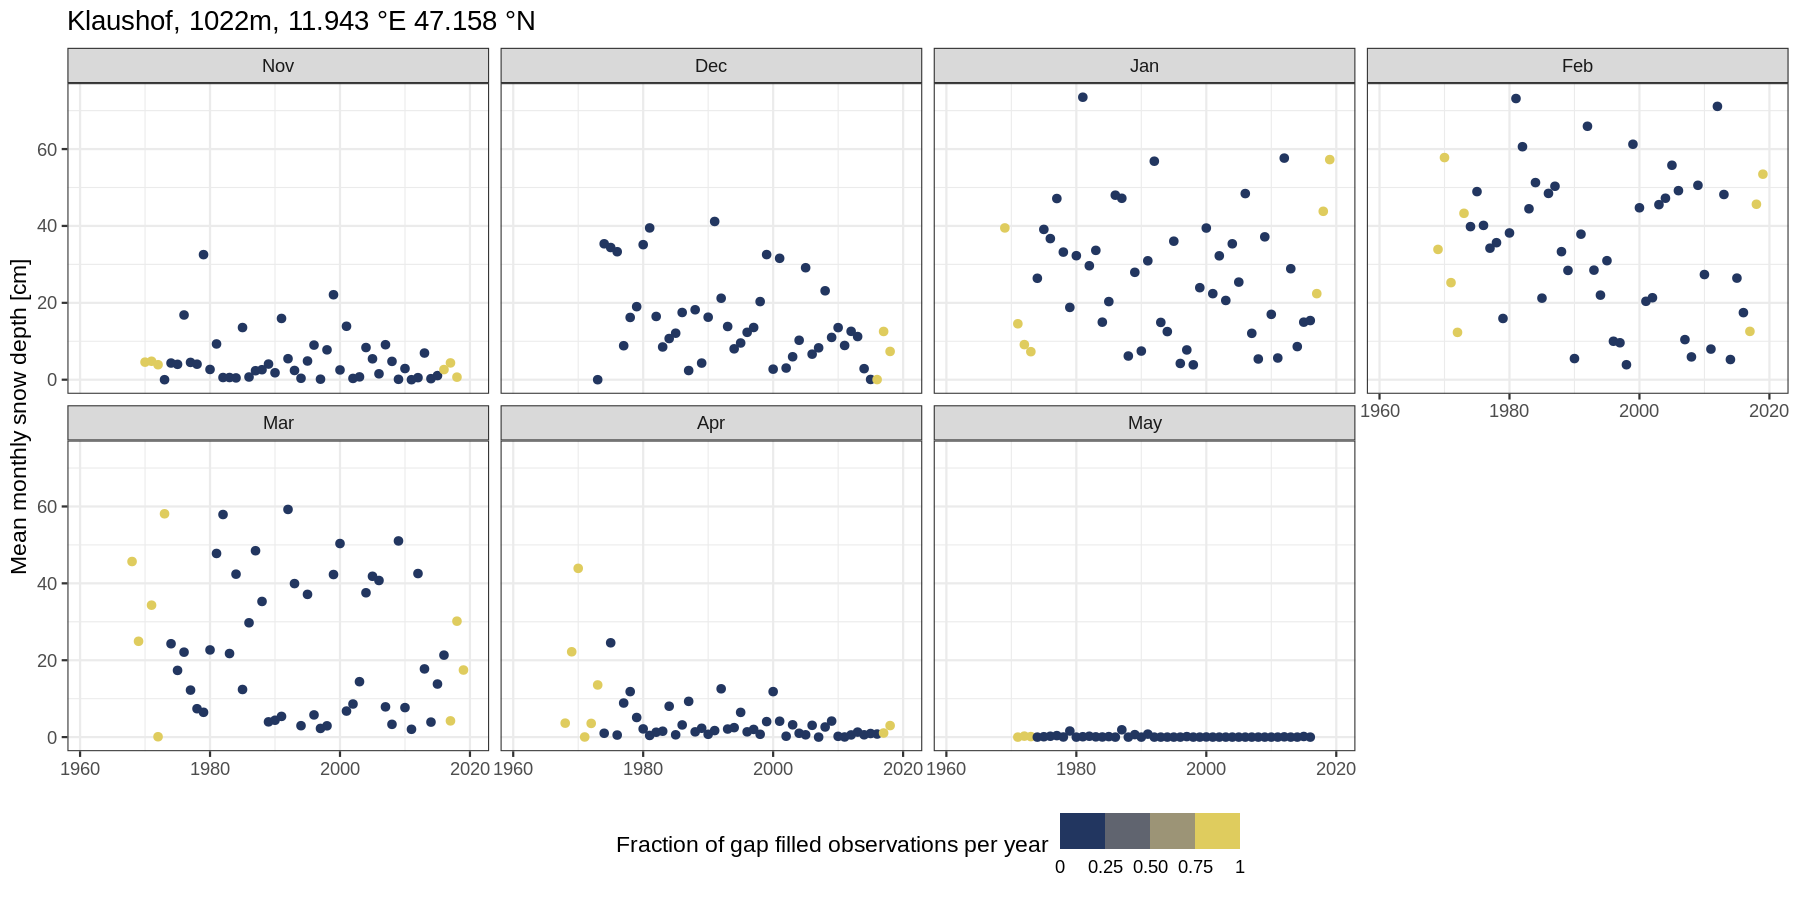 Klaushof, 1022m, 11.943 °E 47.158 °N
Nov
Dec
Jan
Feb
Mean monthly snow depth [cm]
60
40
20
0
1960 1980 2000 2020
Mar
Apr
May
60
40
20
0
1960 1980 2000 2020
1960 1980 2000 2020
1960 1980 2000 2020
Fraction of gap filled observations per year
0 0.25 0.50 0.75 1